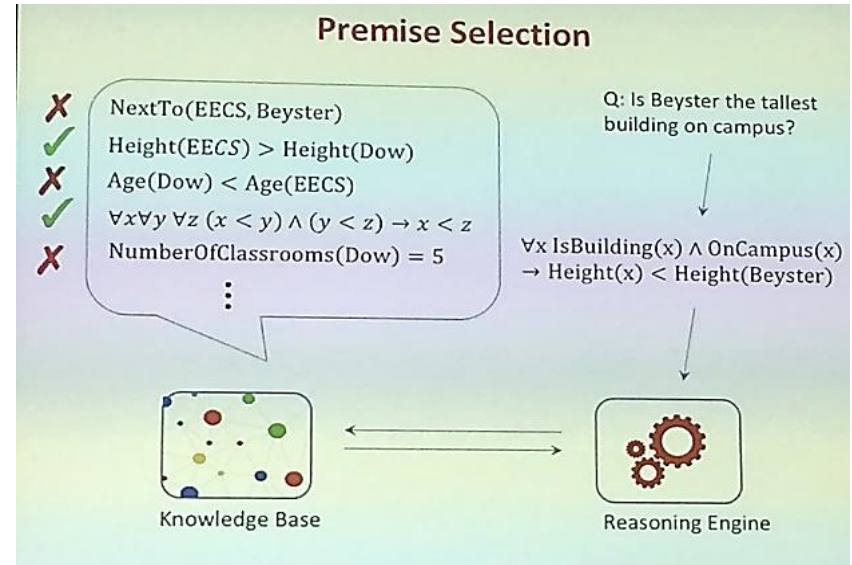 Premise Selection
✗ NextTo(EECS, Beyster)
✓ Height(EECS) > Height(Dow)
✗ Age(Dow) < Age(EECS)
✓ ∀x∀y ∀z (x < y) ∧ (y < z) → x < z
✗ NumberOfClassrooms(Dow) = 5
⋮
Q: Is Beyster the tallest
building on campus?
∀x IsBuilding(x) ∧ OnCampus(x)
→ Height(x) < Height(Beyster)
Knowledge Base
Reasoning Engine